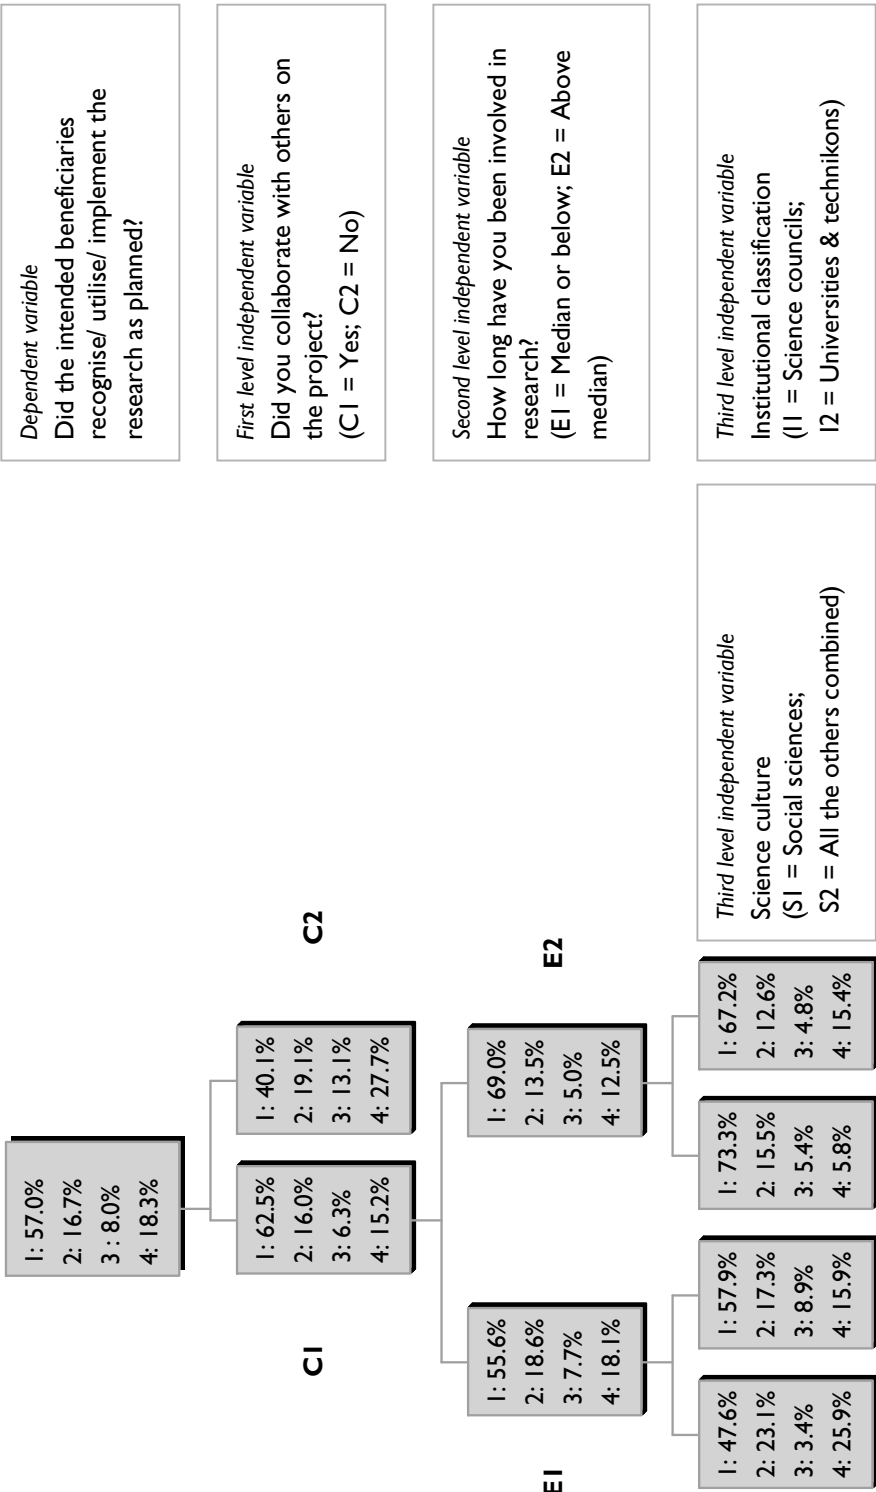 1: 57.0%
2: 16.7%
3 : 8.0%
4: 18.3%
Dependent variable
Did the intended beneficiaries
recognise/ utilise/ implement the
research as planned?
C1
1: 62.5%
2: 16.0%
3: 6.3%
4: 15.2%
1: 40.1%
2: 19.1%
3: 13.1%
4: 27.7%
C2
First level independent variable
Did you collaborate with others on
the project?
(C1 = Yes; C2 = No)
E1
1: 55.6%
2: 18.6%
3: 7.7%
4: 18.1%
1: 69.0%
2: 13.5%
3: 5.0%
4: 12.5%
E2
Second level independent variable
How long have you been involved in
research?
(E1 = Median or below; E2 = Above
median)
1: 47.6%
2: 23.1%
3: 3.4%
4: 25.9%
1: 57.9%
2: 17.3%
3: 8.9%
4: 15.9%
1: 73.3%
2: 15.5%
3: 5.4%
4: 5.8%
1: 67.2%
2: 12.6%
3: 4.8%
4: 15.4%
Third level independent variable
Science culture
(S1 = Social sciences;
S2 = All the others combined)
Third level independent variable
Institutional classification
(I1 = Science councils;
I2 = Universities & technikons)